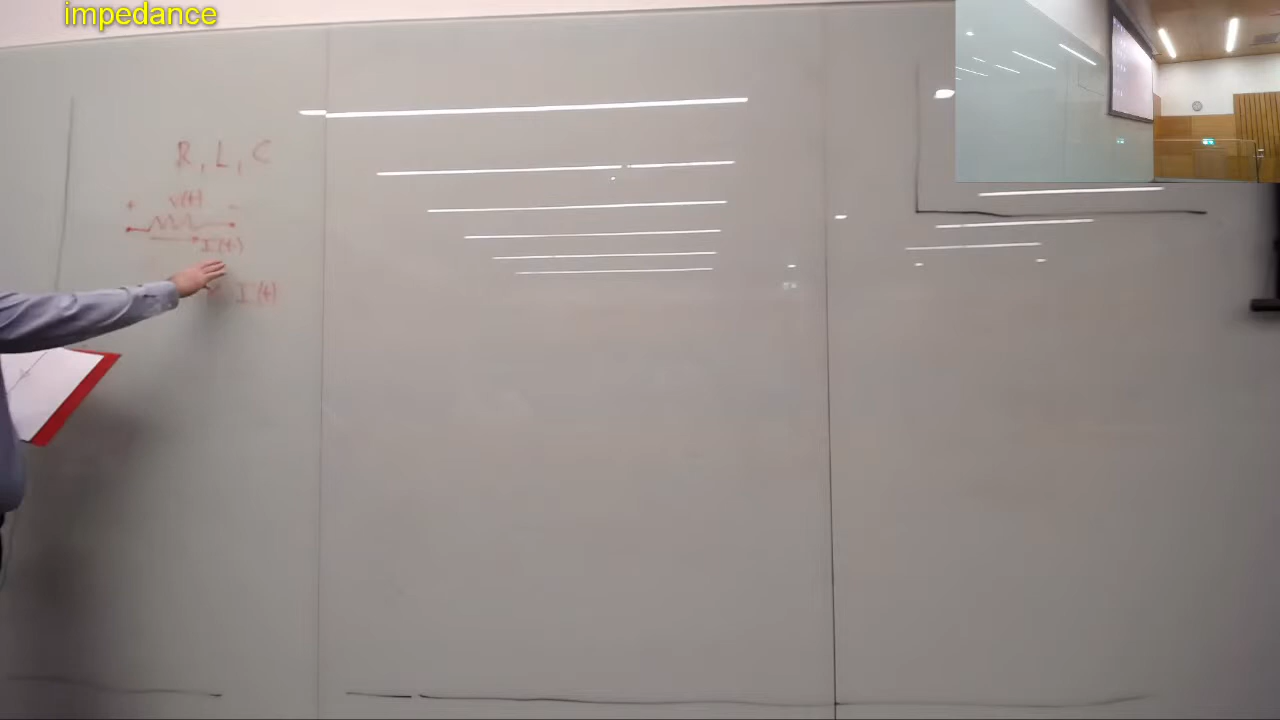 impedance
R, L, C
+ v(t) -
I(t)
I(t)